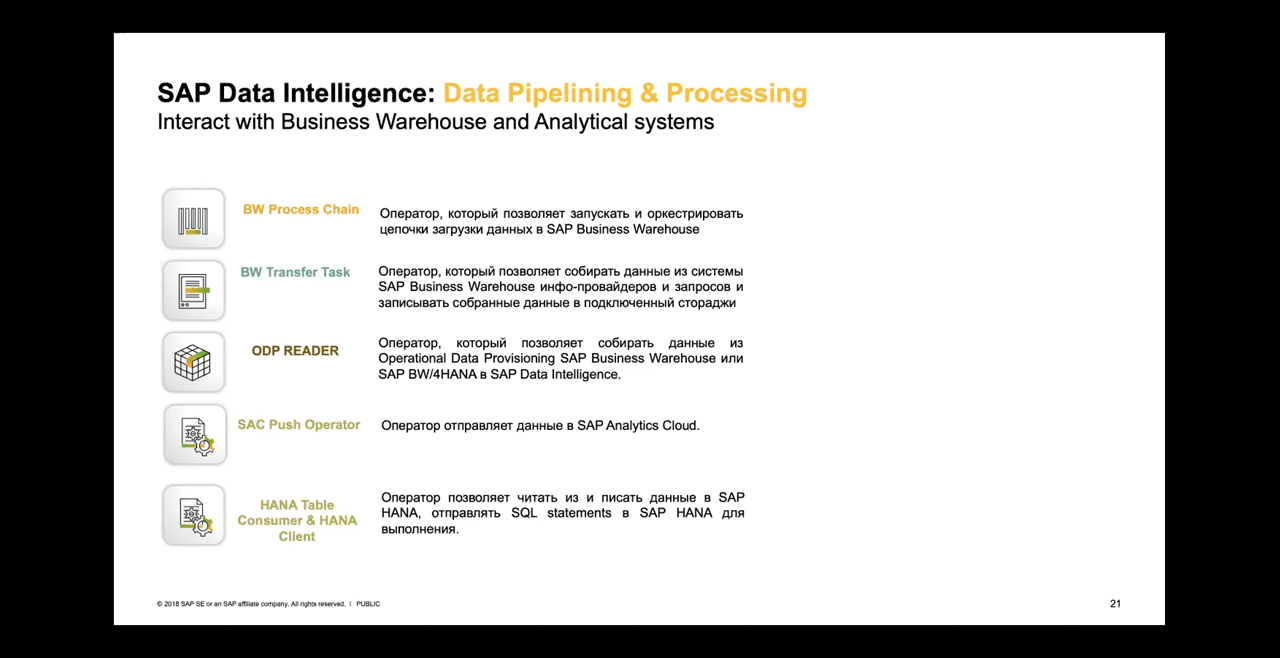 SAP Data Intelligence: Data Pipelining & Processing
Interact with Business Warehouse and Analytical systems
BW Process Chain
Оператор, который позволяет запускать и оркестрировать
цепочки загрузки данных в SAP Business Warehouse
BW Transfer Task
Оператор, который позволяет собирать данные из системы
SAP Business Warehouse инфо-провайдеров и запросов и
записывать собранные данные в подключенный стораджи
ODP READER
Оператор, который позволяет собирать данные из
Operational Data Provisioning SAP Business Warehouse или
SAP BW/4HANA в SAP Data Intelligence.
SAC Push Operator
Оператор отправляет данные в SAP Analytics Cloud.
HANA Table
Consumer & HANA
Client
Оператор позволяет читать из и писать данные в SAP
HANA, отправлять SQL statements в SAP HANA для
выполнения.
© 2018 SAP SE or an SAP affiliate company. All rights reserved. | PUBLIC
21